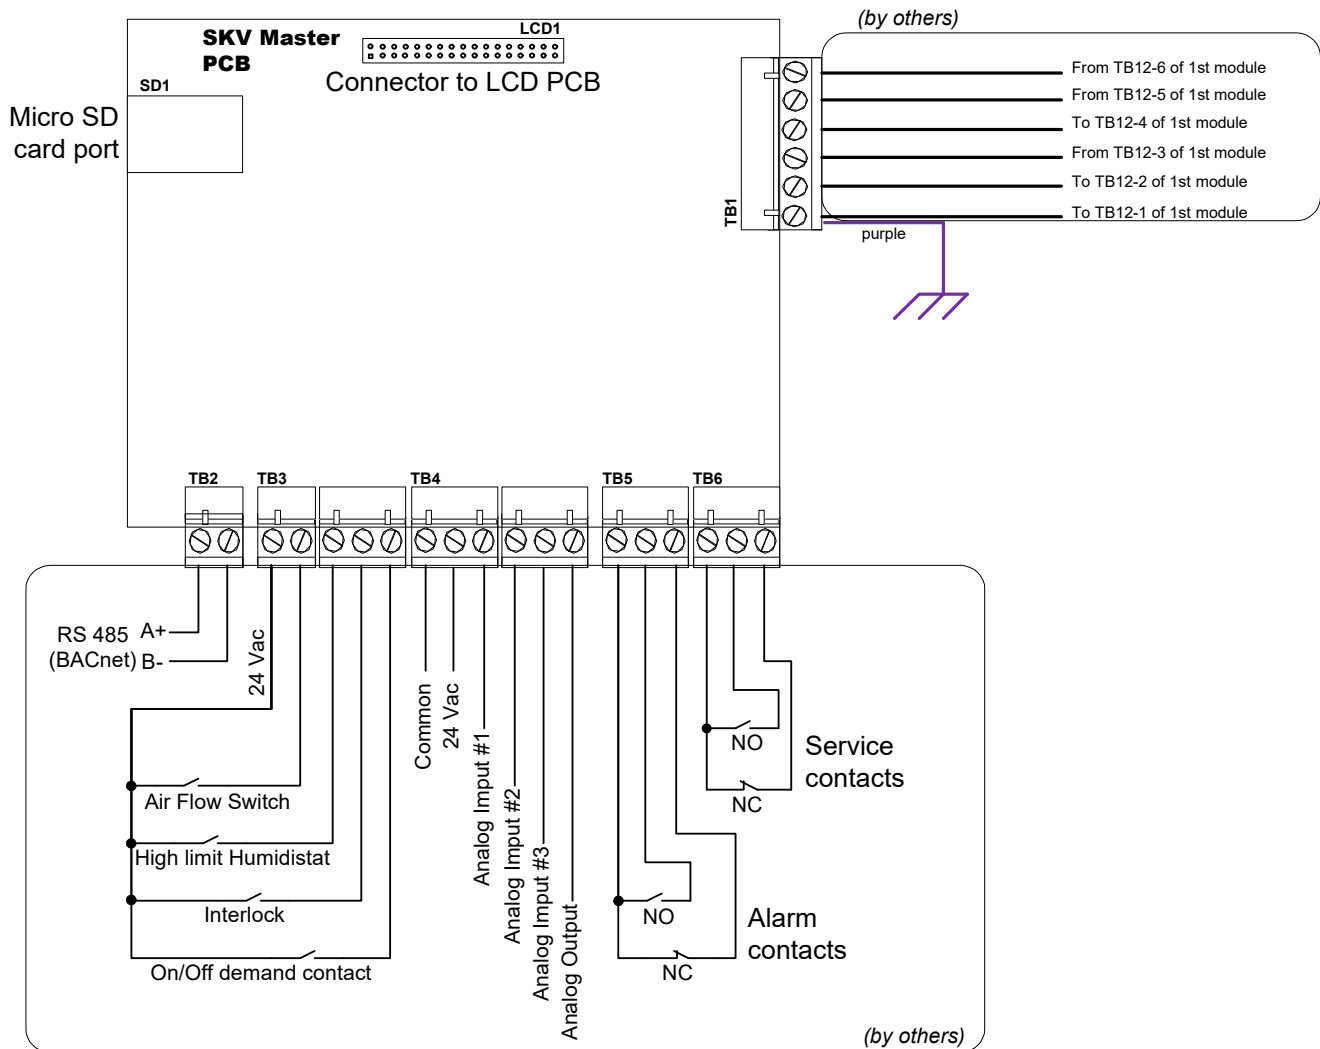 (by others)
SKV Master
PCB
LCD1
Connector to LCD PCB
SD1
Micro SD
card port
From TB12-6 of 1st module
From TB12-5 of 1st module
To TB12-4 of 1st module
From TB12-3 of 1st module
To TB12-2 of 1st module
To TB12-1 of 1st module
TB1
purple
TB2
TB3
TB4
TB5
TB6
RS 485
(BACnet)
A+
B-
24 Vac
Air Flow Switch
High limit Humidistat
Interlock
On/Off demand contact
Common
24 Vac
Analog Imput #1
Analog Imput #2
Analog Imput #3
Analog Output
NO
NC
Alarm
contacts
NO
NC
Service
contacts
(by others)